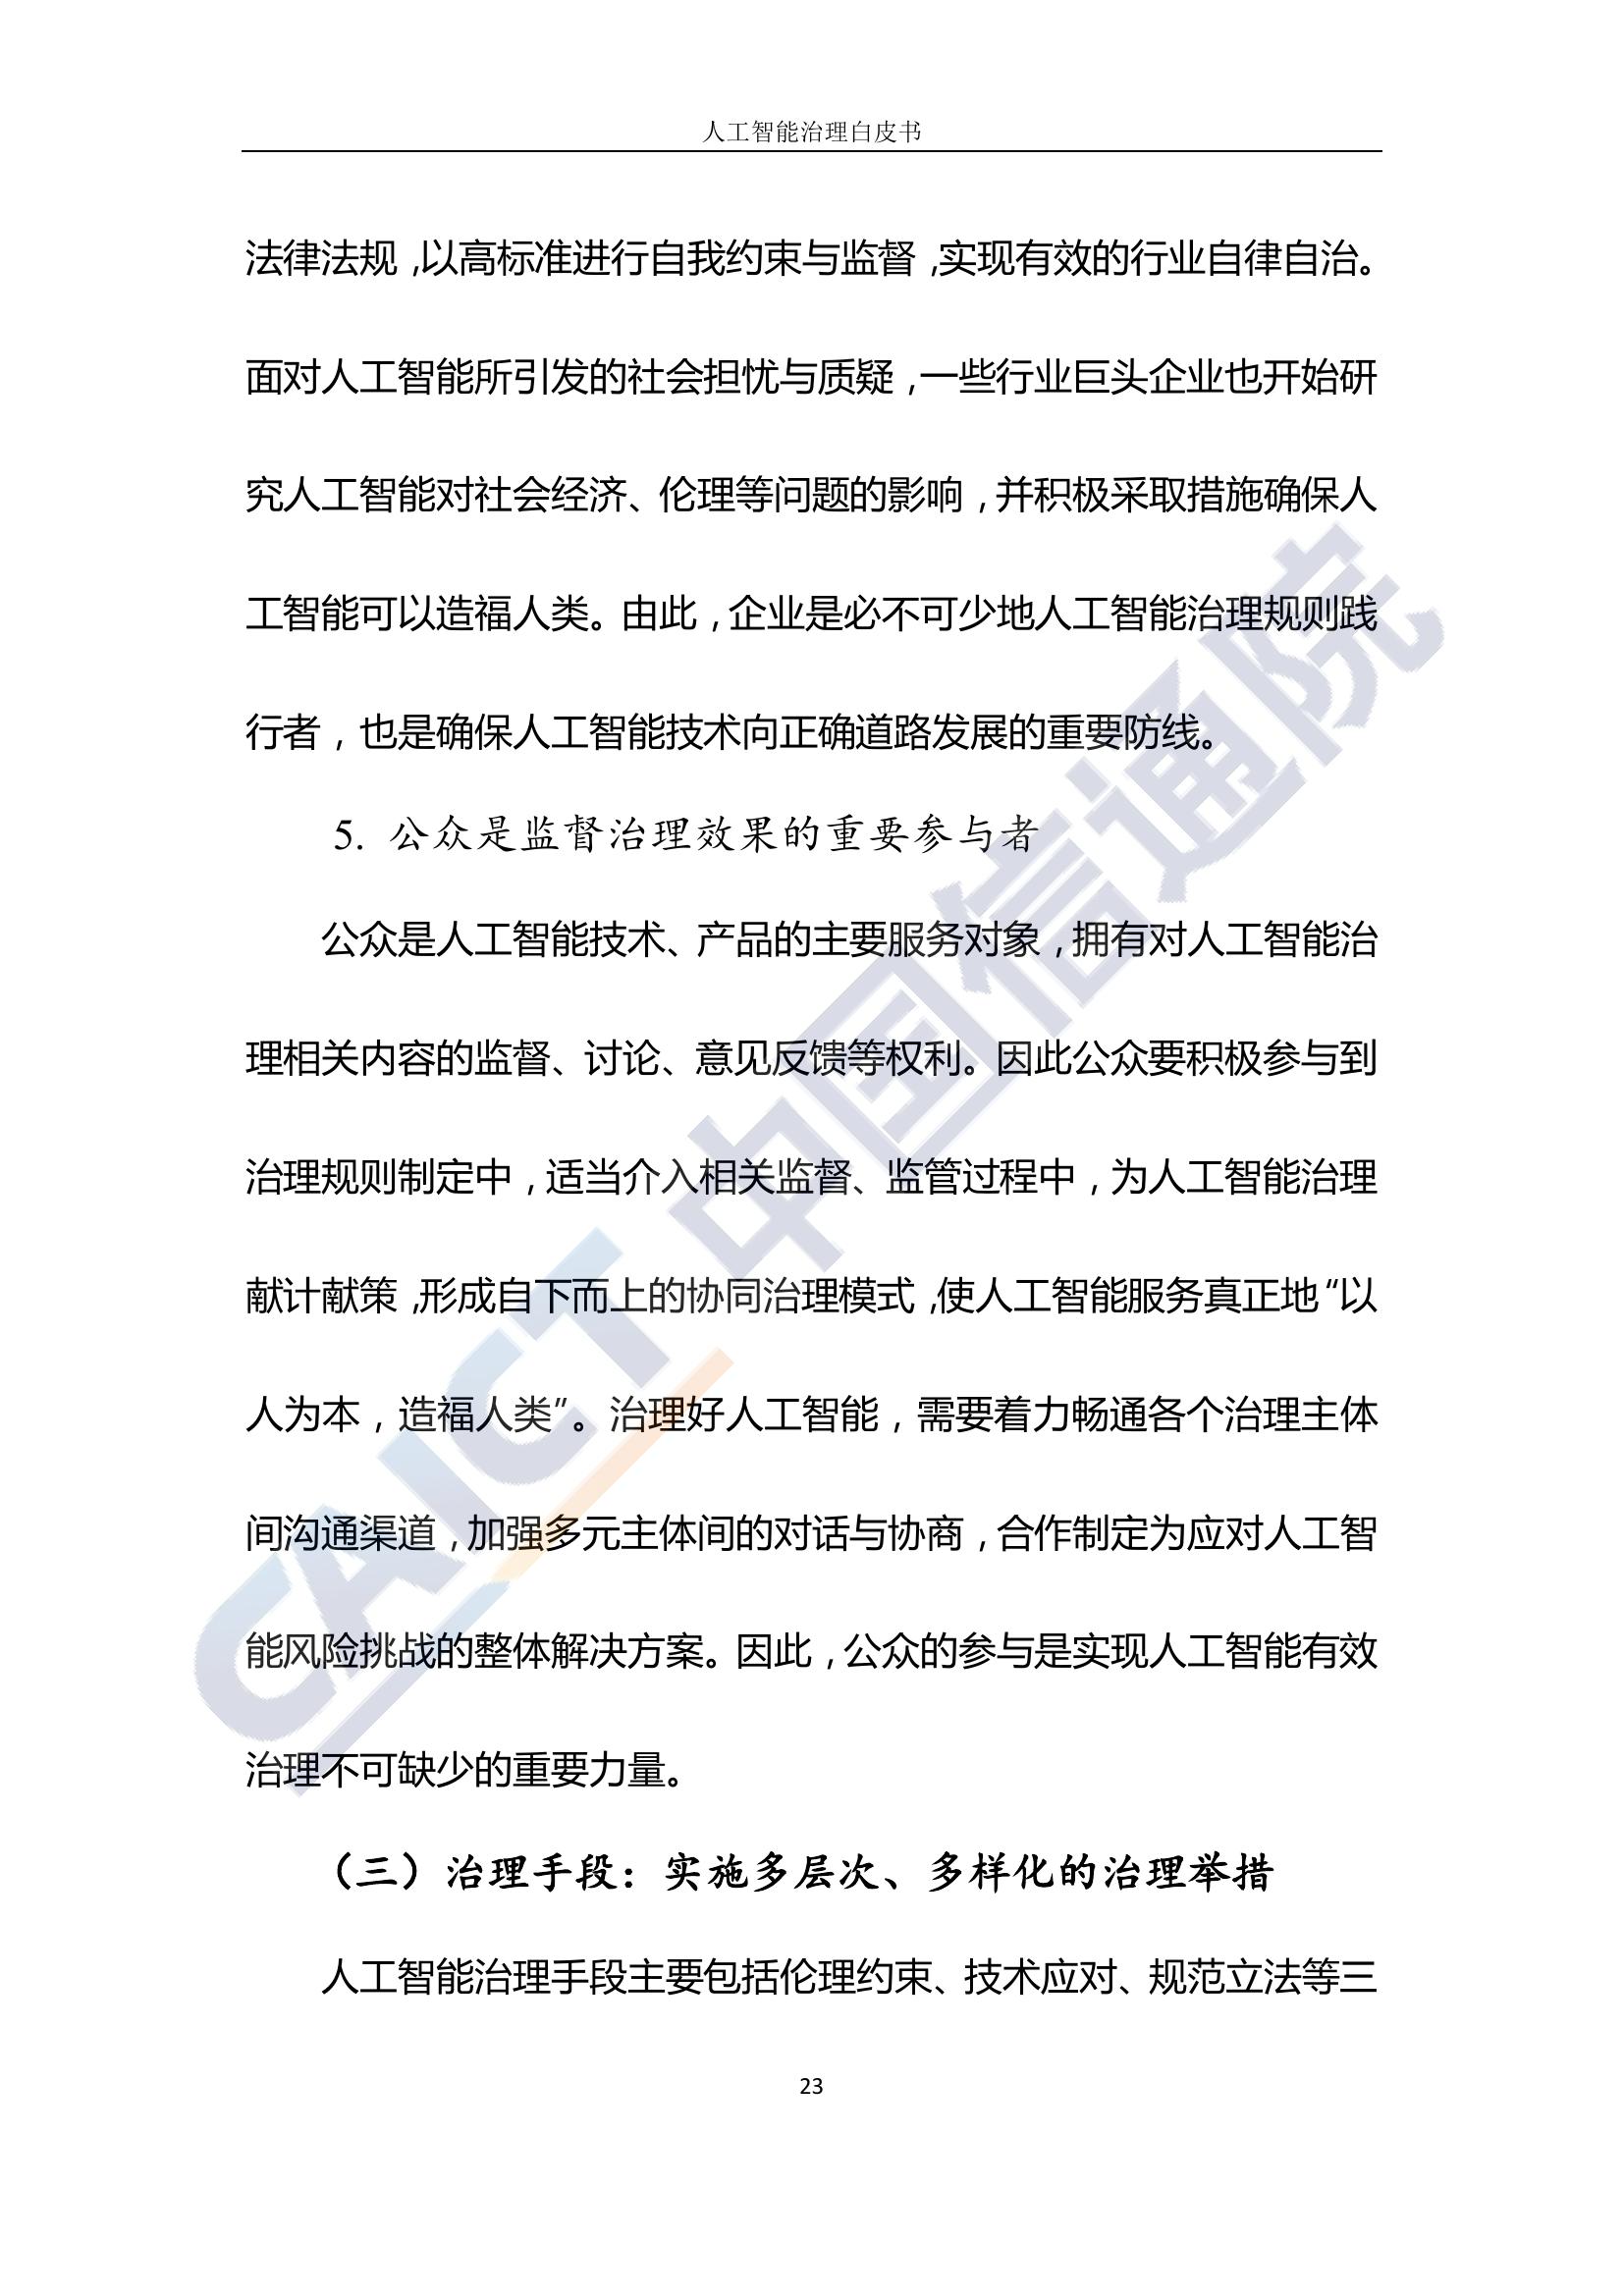 人工智能治理白皮书
法律法规，以高标准进行自我约束与监督，实现有效的行业自律自治。
面对人工智能所引发的社会担忧与质疑，一些行业巨头企业也开始研
究人工智能对社会经济、伦理等问题的影响，并积极采取措施确保人
工智能可以造福人类。由此，企业是必不可少地人工智能治理规则践
行者，也是确保人工智能技术向正确道路发展的重要防线。
5. 公众是监督治理效果的重要参与者
公众是人工智能技术、产品的主要服务对象，拥有对人工智能治
理相关内容的监督、讨论、意见反馈等权利。因此公众要积极参与到
治理规则制定中，适当介入相关监督、监管过程中，为人工智能治理
献计献策，形成自下而上的协同治理模式，使人工智能服务真正地“以
人为本，造福人类”。治理好人工智能，需要着力畅通各个治理主体
间沟通渠道，加强多元主体间的对话与协商，合作制定为应对人工智
能风险挑战的整体解决方案。因此，公众的参与是实现人工智能有效
治理不可缺少的重要力量。
（三）治理手段：实施多层次、多样化的治理举措
人工智能治理手段主要包括伦理约束、技术应对、规范立法等三
23
CAICT 中国信通院